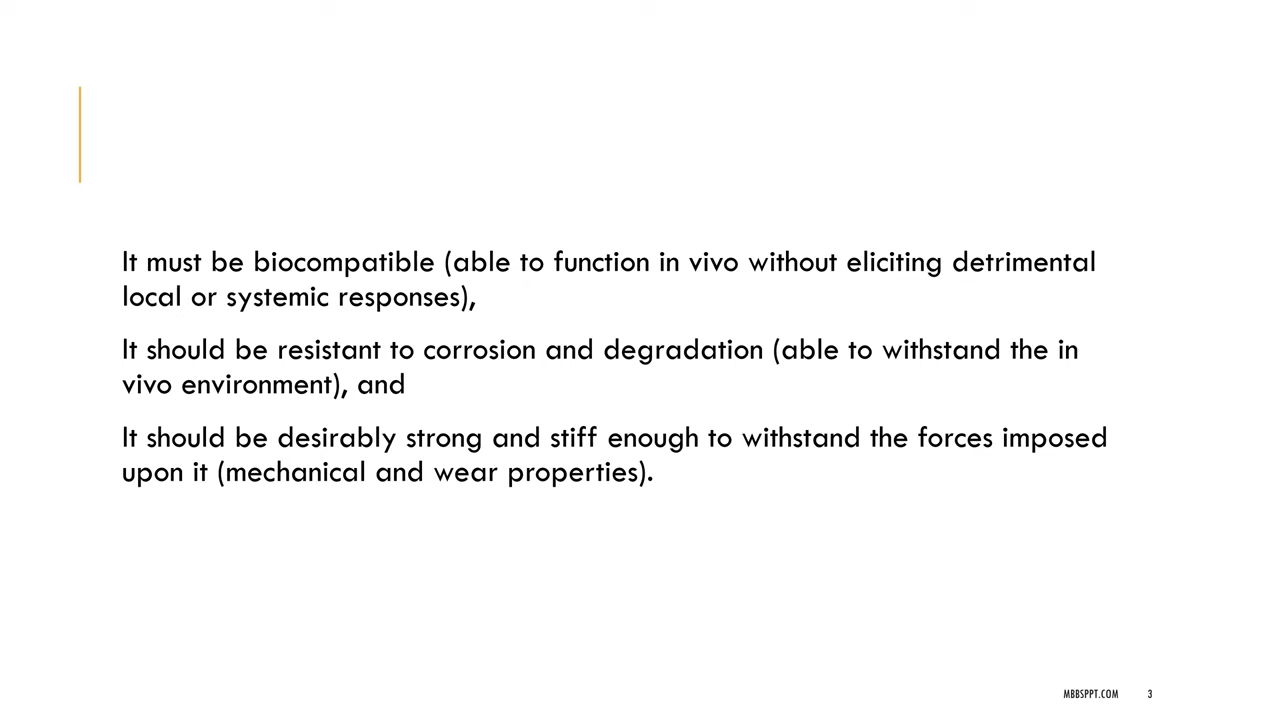 It must be biocompatible (able to function in vivo without eliciting detrimental
local or systemic responses),
It should be resistant to corrosion and degradation (able to withstand the in
vivo environment), and
It should be desirably strong and stiff enough to withstand the forces imposed
upon it (mechanical and wear properties).
MBBSPPT.COM 3